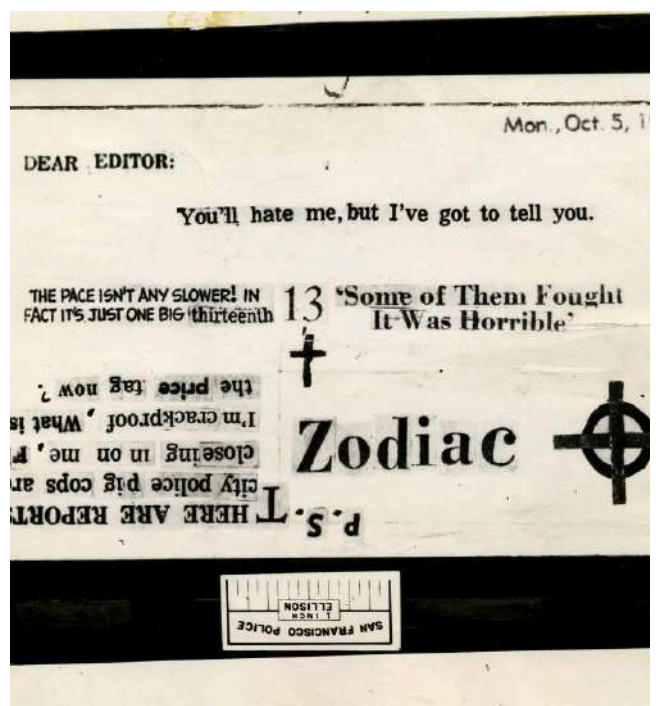 Mon., Oct. 5, 1
DEAR EDITOR:
You'll hate me, but I've got to tell you.
THE PACE ISN'T ANY SLOWER! IN
FACT IT'S JUST ONE BIG thirteenth
13
'Some of Them Fought
It Was Horrible'
Zodiac
P.S. THERE ARE REPORTS
city police pig cops ar
closeing in on me,
I'm crackproof, What is
the price tag now?
SAN FRANCISCO POLICE
1 INCH
ELLISON